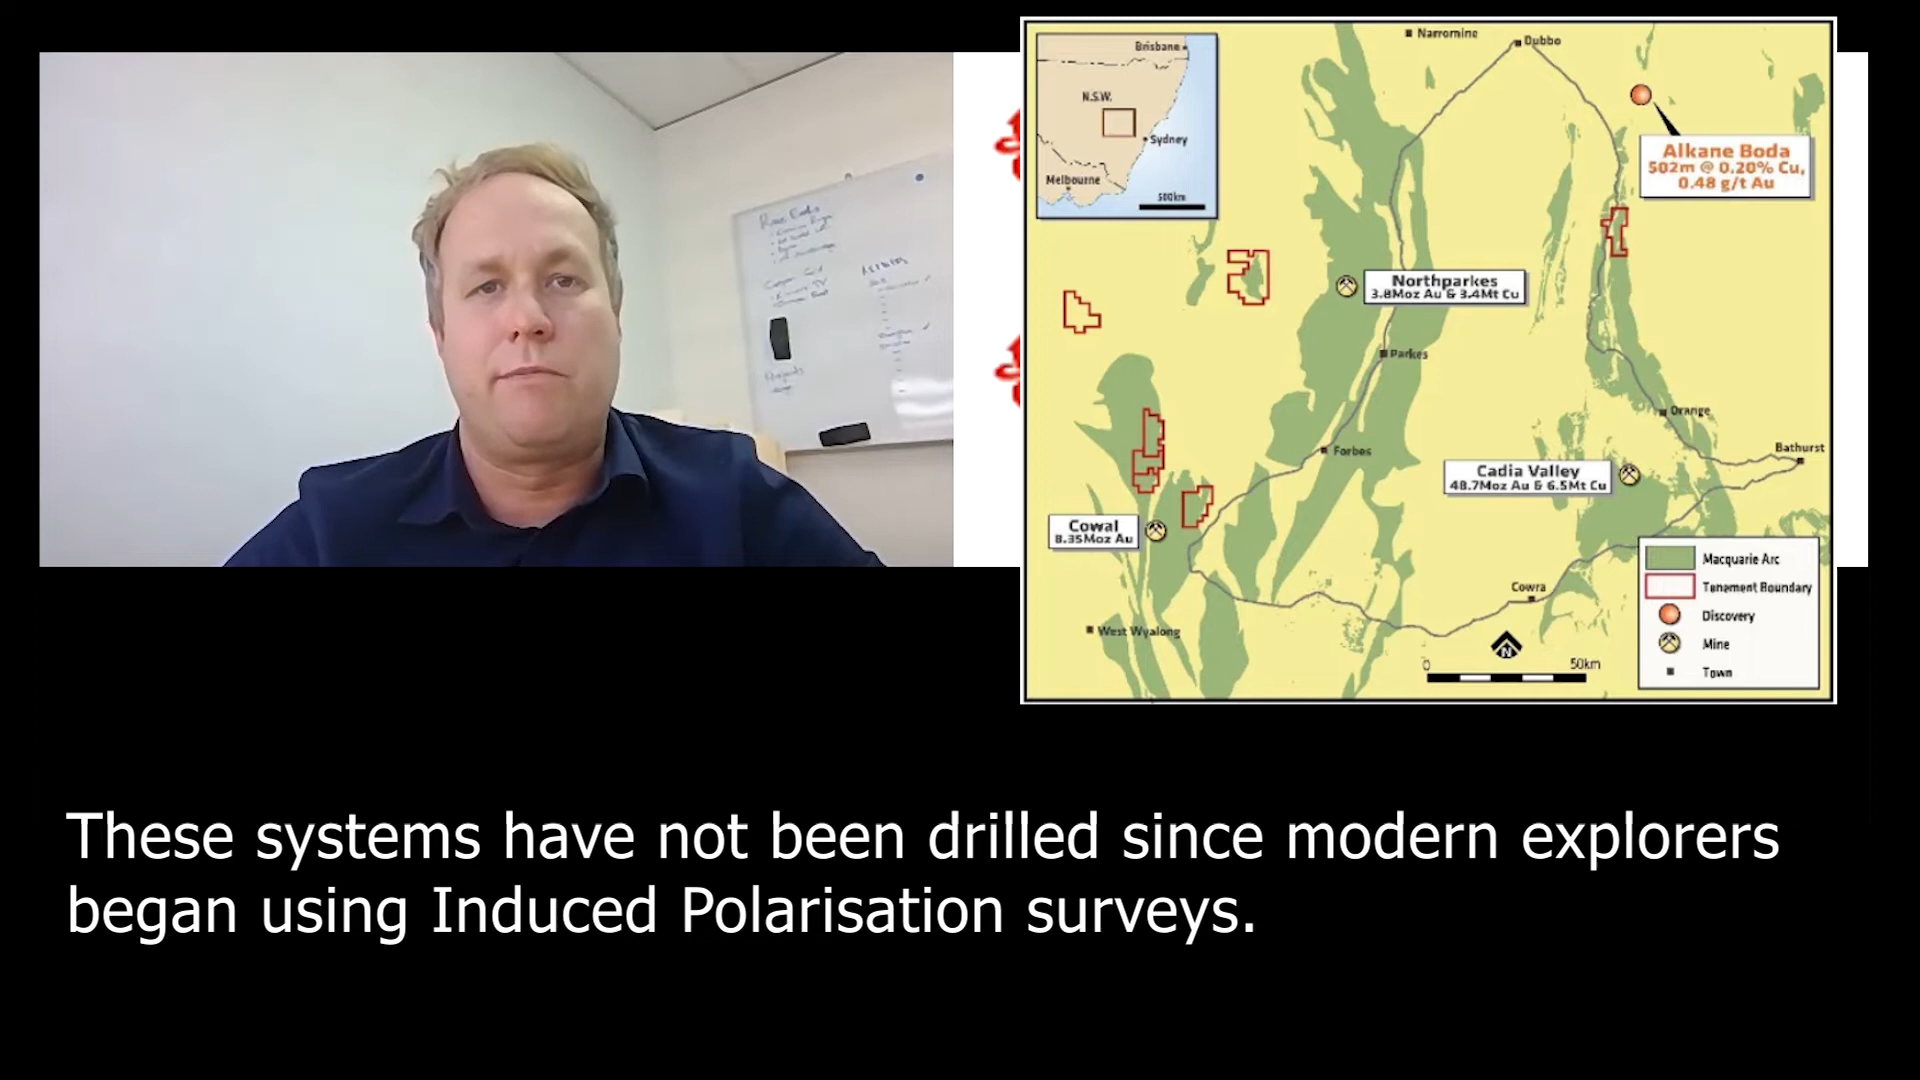 Brisbane
N.S.W.
Sydney
Melbourne
500km
Narromine
Dubbo
Alkane Boda
502m @ 0.20% Cu,
0.48 g/t Au
Northparkes
3.8Moz Au & 3.4Mt Cu
Parkes
Orange
Forbes
Bathurst
Cadia Valley
48.7Moz Au & 6.5Mt Cu
Cowal
8.35Moz Au
Cowra
West Wyalong
N
0 50km
Macquarie Arc
Tenement Boundary
Discovery
Mine
Town
These systems have not been drilled since modern explorers
began using Induced Polarisation surveys.